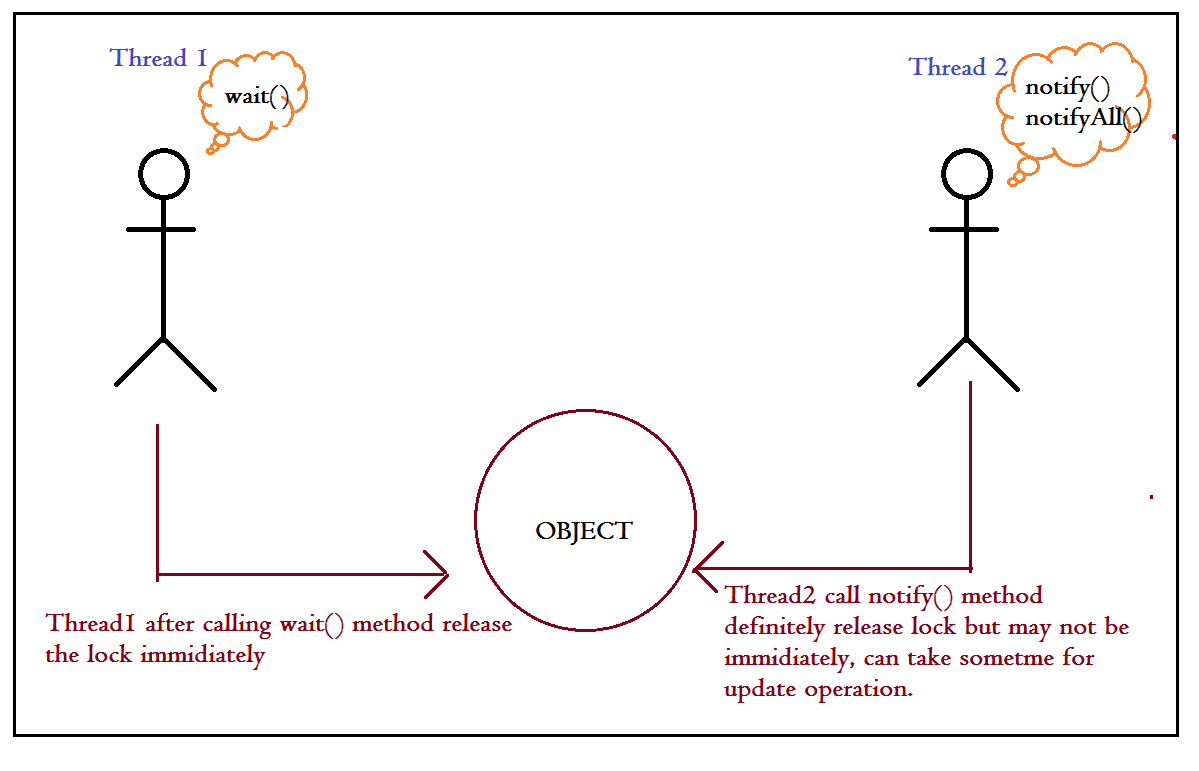 Thread 1
wait()
Thread 2
notify()
notifyAll()
OBJECT
Thread1 after calling wait() method release
the lock immidiately
Thread2 call notify() method
definitely release lock but may not be
immidiately, can take sometme for
update operation.